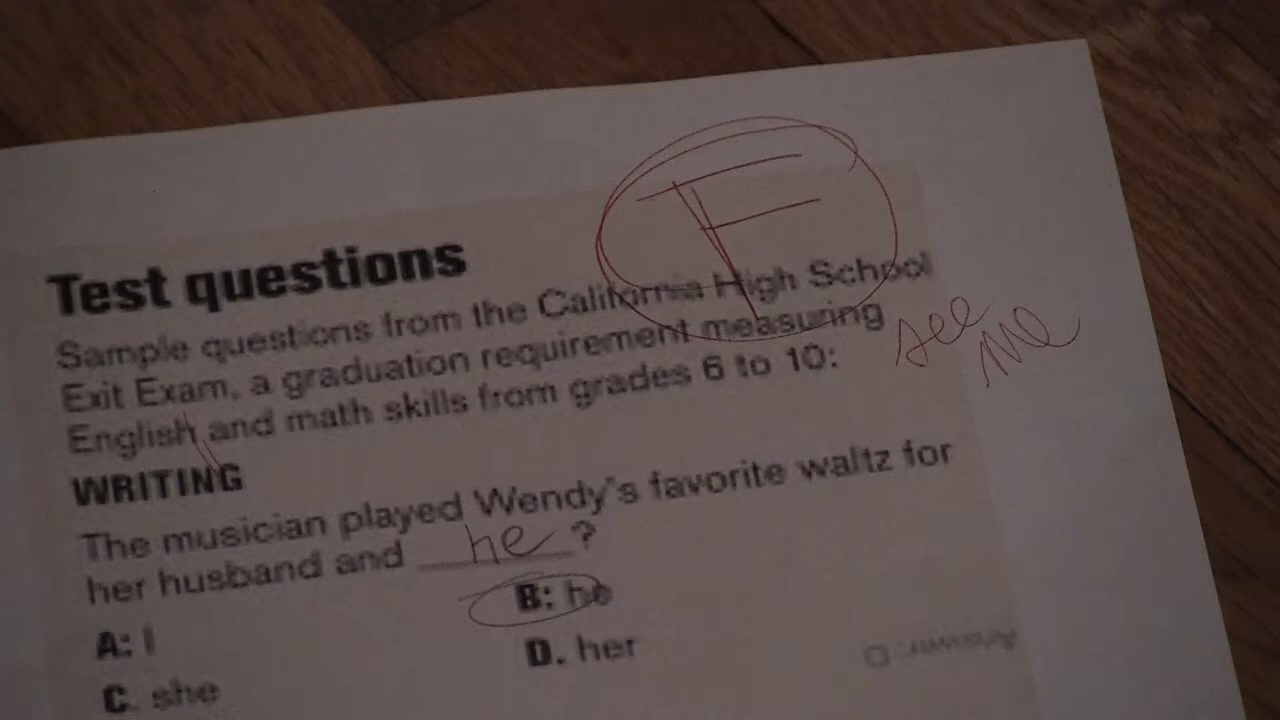 F
Test questions
Sample questions from the California High School
Exit Exam, a graduation requirement measuring
English and math skills from grades 6 to 10:
see
me
WRITING
The musician played Wendy's favorite waltz for
her husband and he ?
A: I
B: he
C. she
D. her
Answer: D